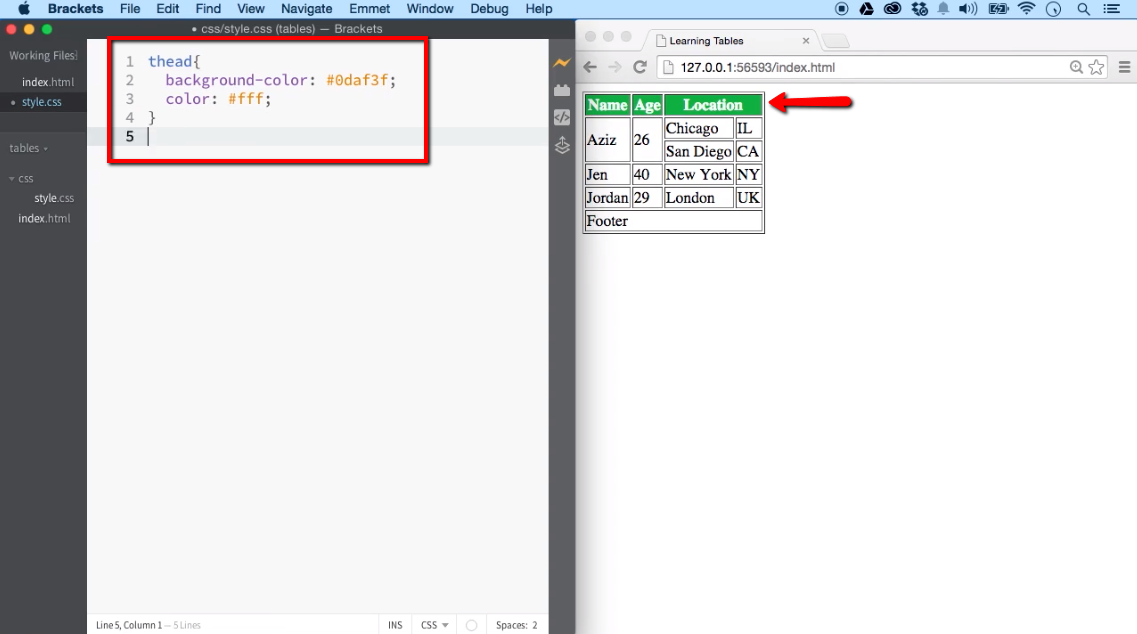 Brackets File Edit Find View Navigate Emmet Window Debug Help
• css/style.css (tables) — Brackets
Working Files
index.html
• style.css
tables
css
style.css
index.html
1 thead{
2 background-color: #0daf3f;
3 color: #fff;
4 }
5
Line 5, Column 1 — 5 Lines
INS CSS Spaces: 2
Learning Tables
127.0.0.1:56593/index.html
Name Age Location
Aziz 26 Chicago IL
San Diego CA
Jen 40 New York NY
Jordan 29 London UK
Footer